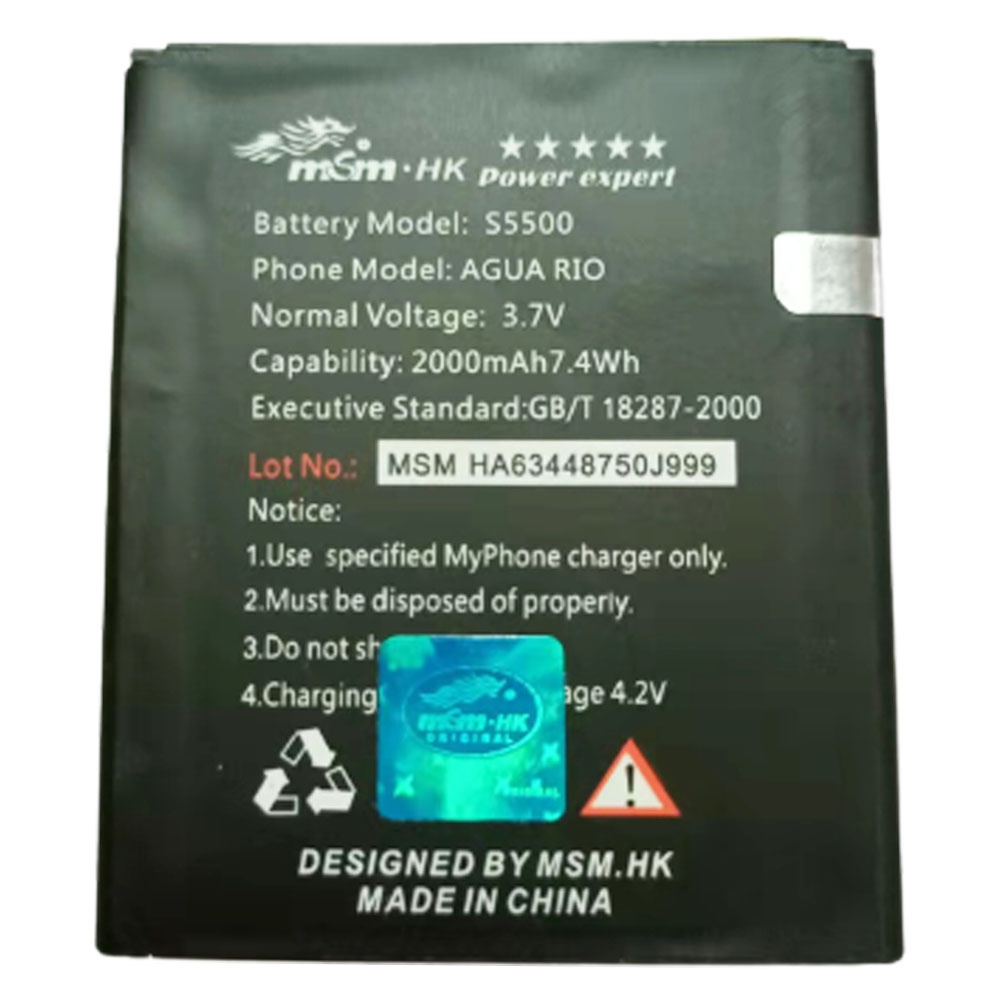 mSm·HK Power expert
Battery Model: S5500
Phone Model: AGUA RIO
Normal Voltage: 3.7V
Capability: 2000mAh7.4Wh
Executive Standard:GB/T 18287-2000
Lot No.: MSM HA63448750J999
Notice:
1.Use specified MyPhone charger only.
2.Must be disposed of properly.
3.Do not sh
4.Charging age 4.2V
mSm·HK
ORIGINAL
ORIGINAL
DESIGNED BY MSM.HK
MADE IN CHINA